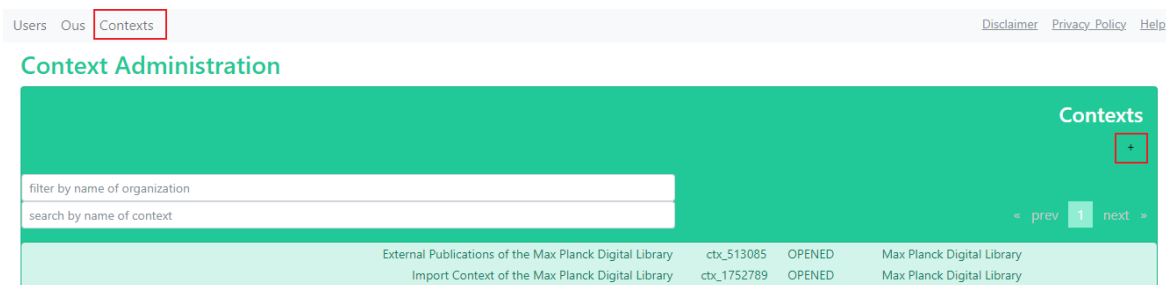 Users Ous Contexts Disclaimer Privacy Policy Help
Context Administration
Contexts
+
filter by name of organization
search by name of context
« prev 1 next »
External Publications of the Max Planck Digital Library ctx_513085 OPENED Max Planck Digital Library
Import Context of the Max Planck Digital Library ctx_1752789 OPENED Max Planck Digital Library